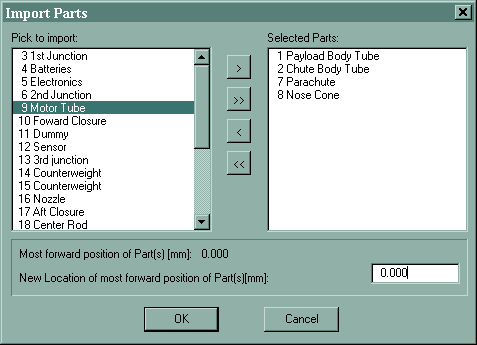 Import Parts
Pick to import:
3 1st Junction
4 Batteries
5 Electronics
6 2nd Junction
9 Motor Tube
10 Foward Closure
11 Dummy
12 Sensor
13 3rd junction
14 Counterweight
15 Counterweight
16 Nozzle
17 Aft Closure
18 Center Rod
>
>>
<
<<
Selected Parts:
1 Payload Body Tube
2 Chute Body Tube
7 Parachute
8 Nose Cone
Most forward position of Part(s) [mm]: 0.000
New Location of most forward position of Part(s)[mm]: 0.000
OK Cancel